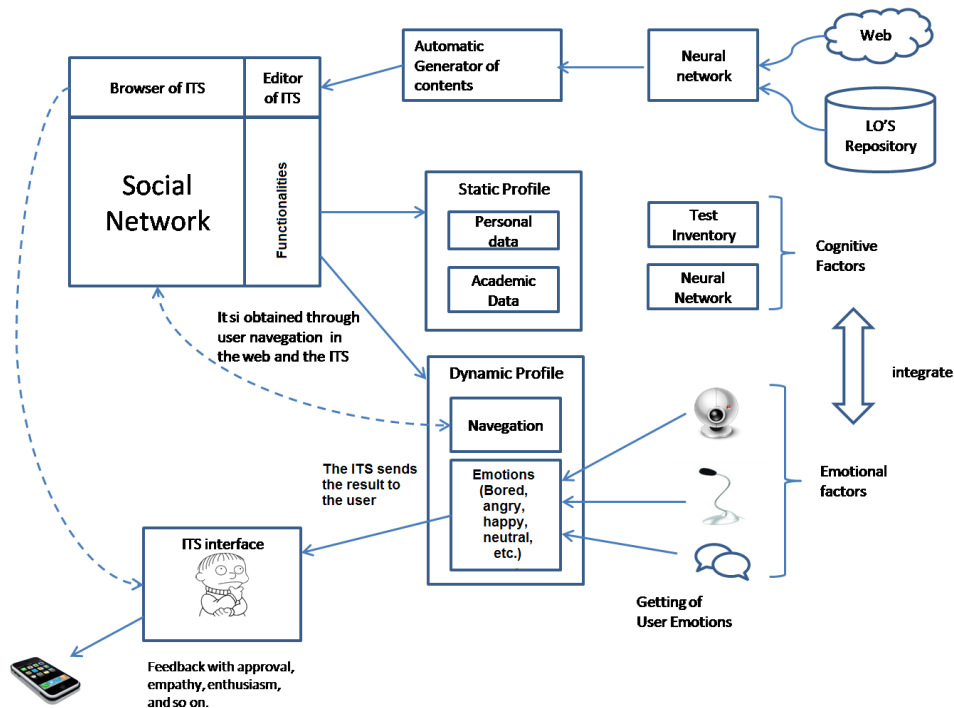 Browser of ITS
Editor
of ITS
Automatic
Generator of
contents
Neural
network
Web
LO'S
Repository
Social
Network
Functionalities
Static Profile
Personal
data
Academic
Data
Test
Inventory
Neural
Network
Cognitive
Factors
It si obtained through
user navigation in
the web and the ITS
integrate
Dynamic Profile
Navegation
Emotions
(Bored,
angry,
happy,
neutral,
etc.)
Emotional
factors
The ITS sends
the result to
the user
ITS interface
Getting of
User Emotions
Feedback with approval,
empathy, enthusiasm,
and so on.